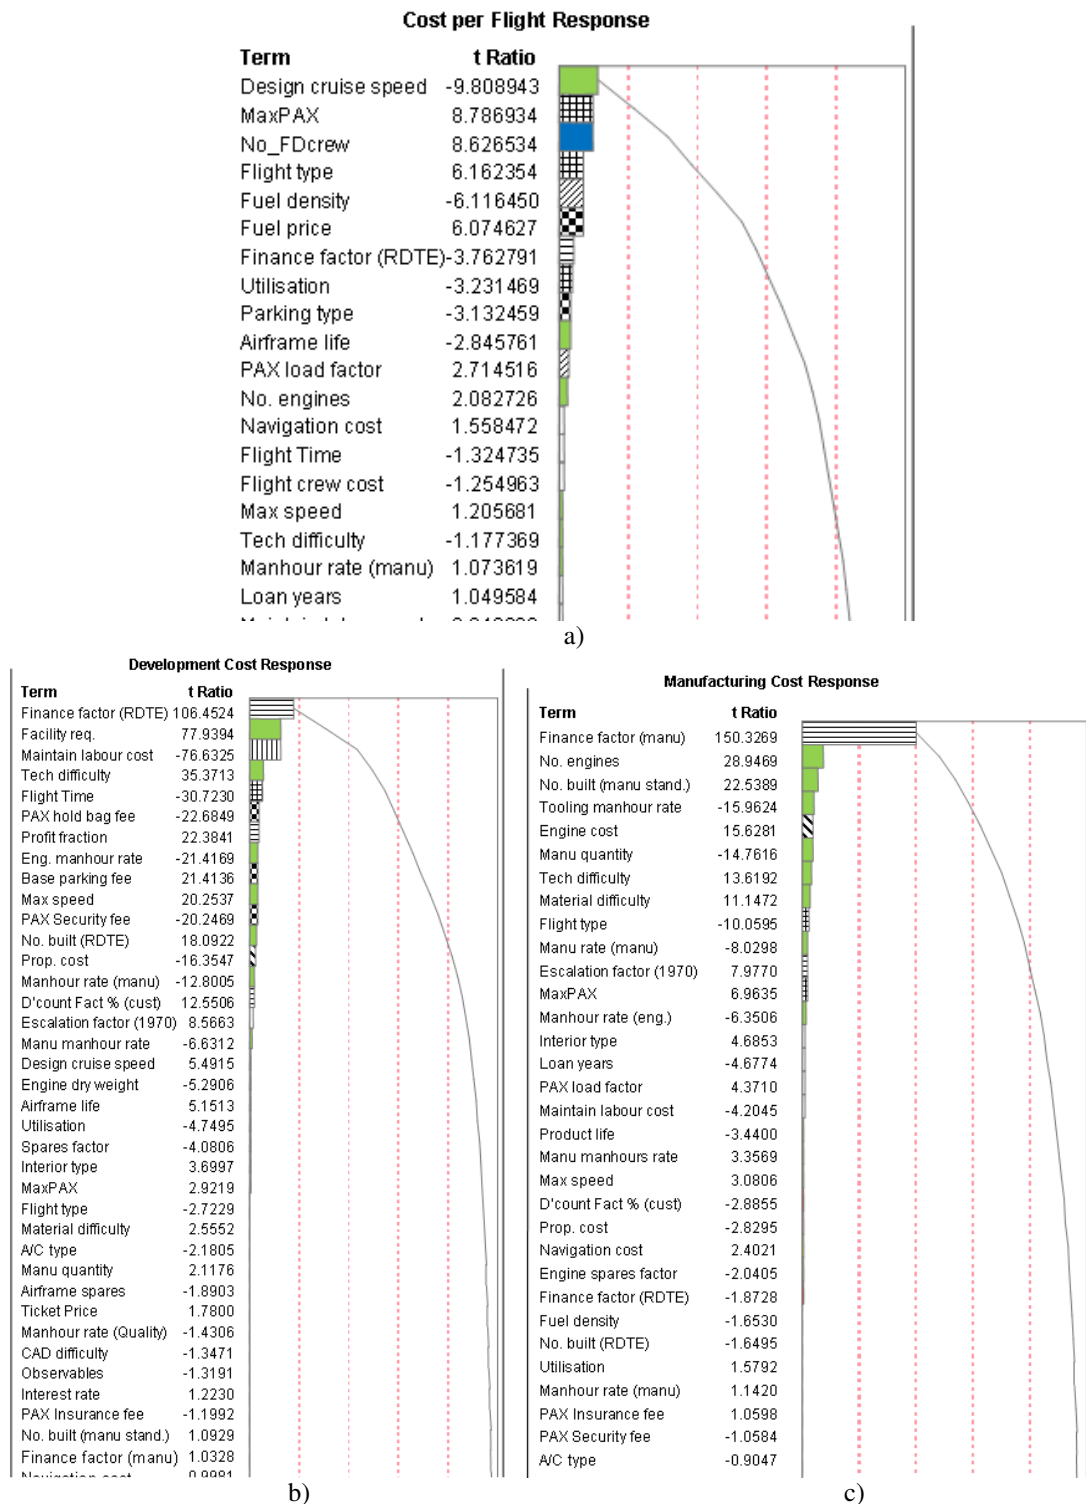 Cost per Flight Response
Term t Ratio
Design cruise speed -9.808943
MaxPAX 8.786934
No_FDcrew 8.626534
Flight type 6.162354
Fuel density -6.116450
Fuel price 6.074627
Finance factor (RDTE) -3.762791
Utilisation -3.231469
Parking type -3.132459
Airframe life -2.845761
PAX load factor 2.714516
No. engines 2.082726
Navigation cost 1.558472
Flight Time -1.324735
Flight crew cost -1.254963
Max speed 1.205681
Tech difficulty -1.177369
Manhour rate (manu) 1.073619
Loan years 1.049584
a)
Development Cost Response
Term t Ratio
Finance factor (RDTE) 106.4524
Facility req. 77.9394
Maintain labour cost -76.6325
Tech difficulty 35.3713
Flight Time -30.7230
PAX hold bag fee -22.6849
Profit fraction 22.3841
Eng. manhour rate -21.4169
Base parking fee 21.4136
Max speed 20.2537
PAX Security fee -20.2469
No. built (RDTE) 18.0922
Prop. cost -16.3547
Manhour rate (manu) -12.8005
D'count Fact % (cust) 12.5506
Escalation factor (1970) 8.5663
Manu manhour rate -6.6312
Design cruise speed 5.4915
Engine dry weight -5.2906
Airframe life 5.1513
Utilisation -4.7495
Spares factor -4.0806
Interior type 3.6997
MaxPAX 2.9219
Flight type -2.7229
Material difficulty 2.5552
A/C type -2.1805
Manu quantity 2.1176
Airframe spares -1.8903
Ticket Price 1.7800
Manhour rate (Quality) -1.4306
CAD difficulty -1.3471
Observables -1.3191
Interest rate 1.2230
PAX Insurance fee -1.1992
No. built (manu stand.) 1.0929
Finance factor (manu) 1.0328
b)
Manufacturing Cost Response
Term t Ratio
Finance factor (manu) 150.3269
No. engines 28.9469
No. built (manu stand.) 22.5389
Tooling manhour rate -15.9624
Engine cost 15.6281
Manu quantity -14.7616
Tech difficulty 13.6192
Material difficulty 11.1472
Flight type -10.0595
Manu rate (manu) -8.0298
Escalation factor (1970) 7.9770
MaxPAX 6.9635
Manhour rate (eng.) -6.3506
Interior type 4.6853
Loan years -4.6774
PAX load factor 4.3710
Maintain labour cost -4.2045
Product life -3.4400
Manu manhours rate 3.3569
Max speed 3.0806
D'count Fact % (cust) -2.8855
Prop. cost -2.8295
Navigation cost 2.4021
Engine spares factor -2.0405
Finance factor (RDTE) -1.8728
Fuel density -1.6530
No. built (RDTE) -1.6495
Utilisation 1.5792
Manhour rate (manu) 1.1420
PAX Insurance fee 1.0598
PAX Security fee -1.0584
A/C type -0.9047
c)